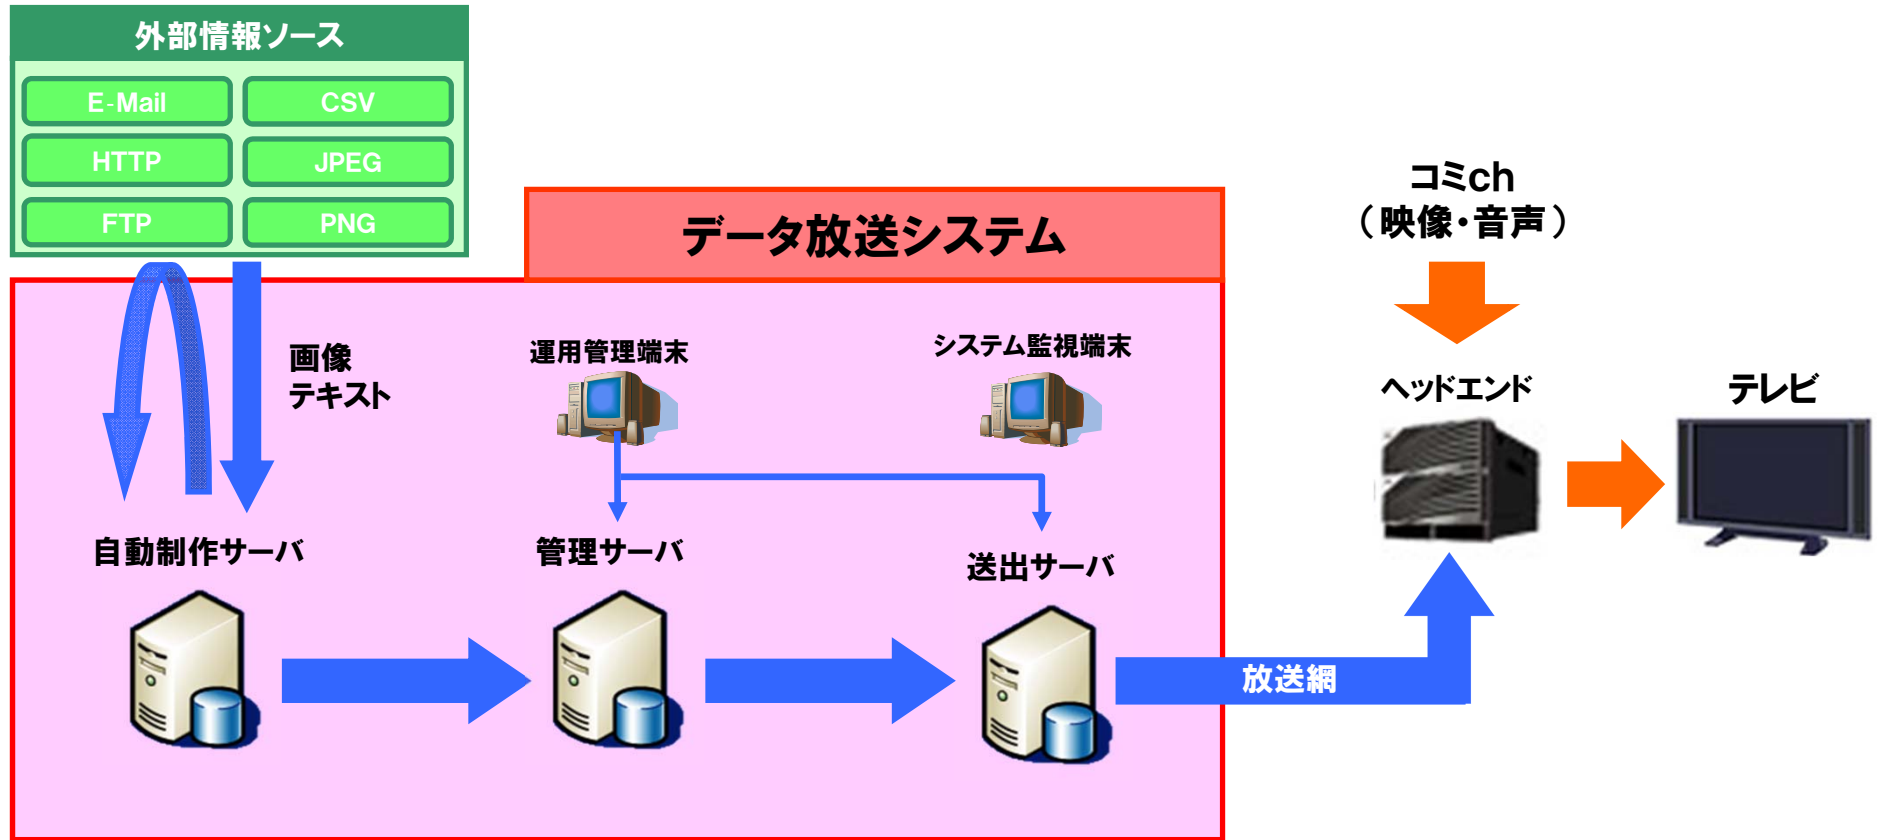 外部情報ソース
E-Mail
CSV
HTTP
JPEG
FTP
PNG
データ放送システム
コミch
（映像・音声）
画像
テキスト
運用管理端末
システム監視端末
ヘッドエンド
テレビ
自動制作サーバ
管理サーバ
送出サーバ
放送網